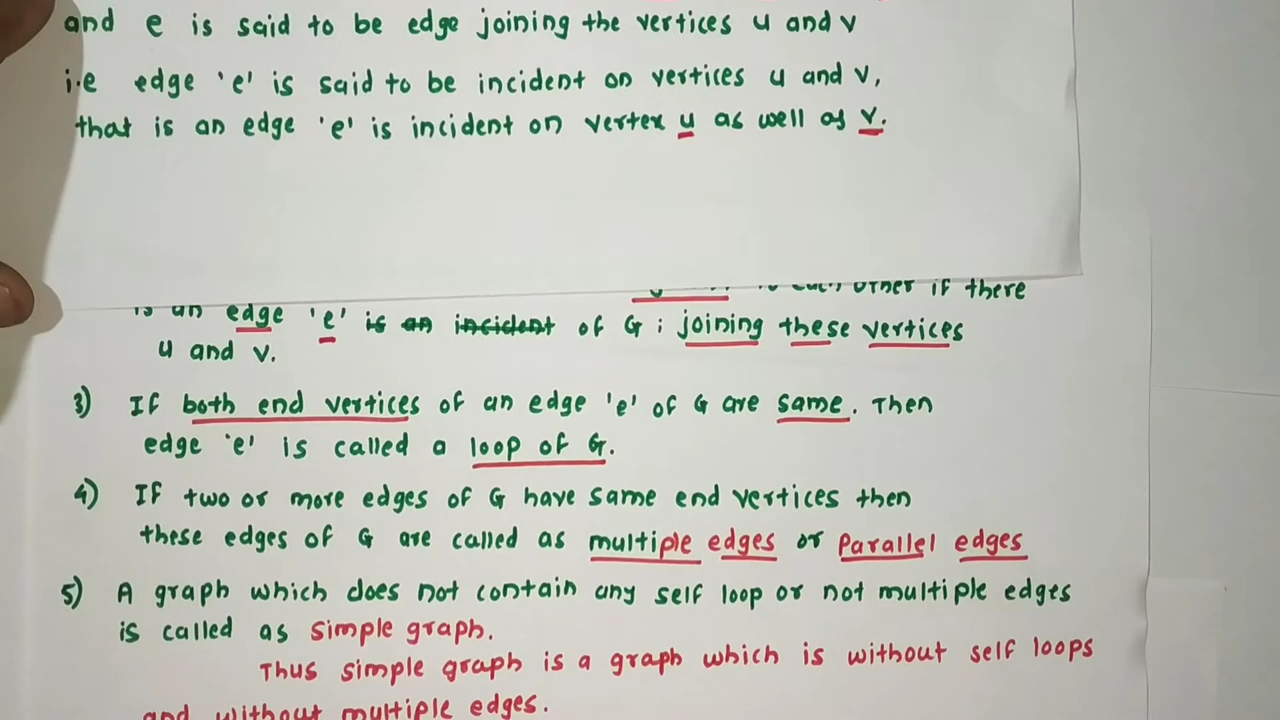 and e is said to be edge joining the vertices u and v
i.e edge 'e' is said to be incident on vertices u and v,
that is an edge 'e' is incident on vertex u as well as v.
to each other if there
is an edge 'e' is an incident of G : joining these vertices
u and v.
3) If both end vertices of an edge 'e' of G are same. Then
edge 'e' is called a loop of G.
4) If two or more edges of G have same end vertices then
these edges of G are called as multiple edges or Parallel edges
5) A graph which does not contain any self loop or not multiple edges
is called as simple graph.
Thus simple graph is a graph which is without self loops
and without multiple edges.